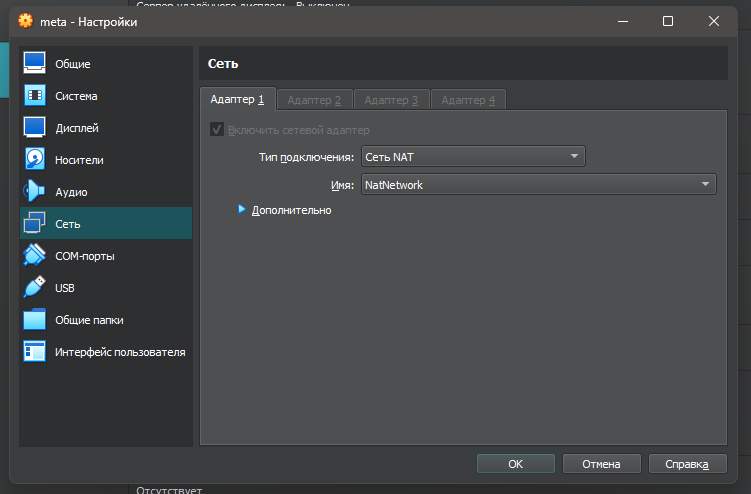 Сервер удалённого дисплея: Выключен
meta - Настройки
Общие
Система
Дисплей
Носители
Аудио
Сеть
COM-порты
USB
Общие папки
Интерфейс пользователя
Сеть
Адаптер 1 Адаптер 2 Адаптер 3 Адаптер 4
Включить сетевой адаптер
Тип подключения: Сеть NAT
Имя: NatNetwork
Дополнительно
OK Отмена Справка
Отсутствует